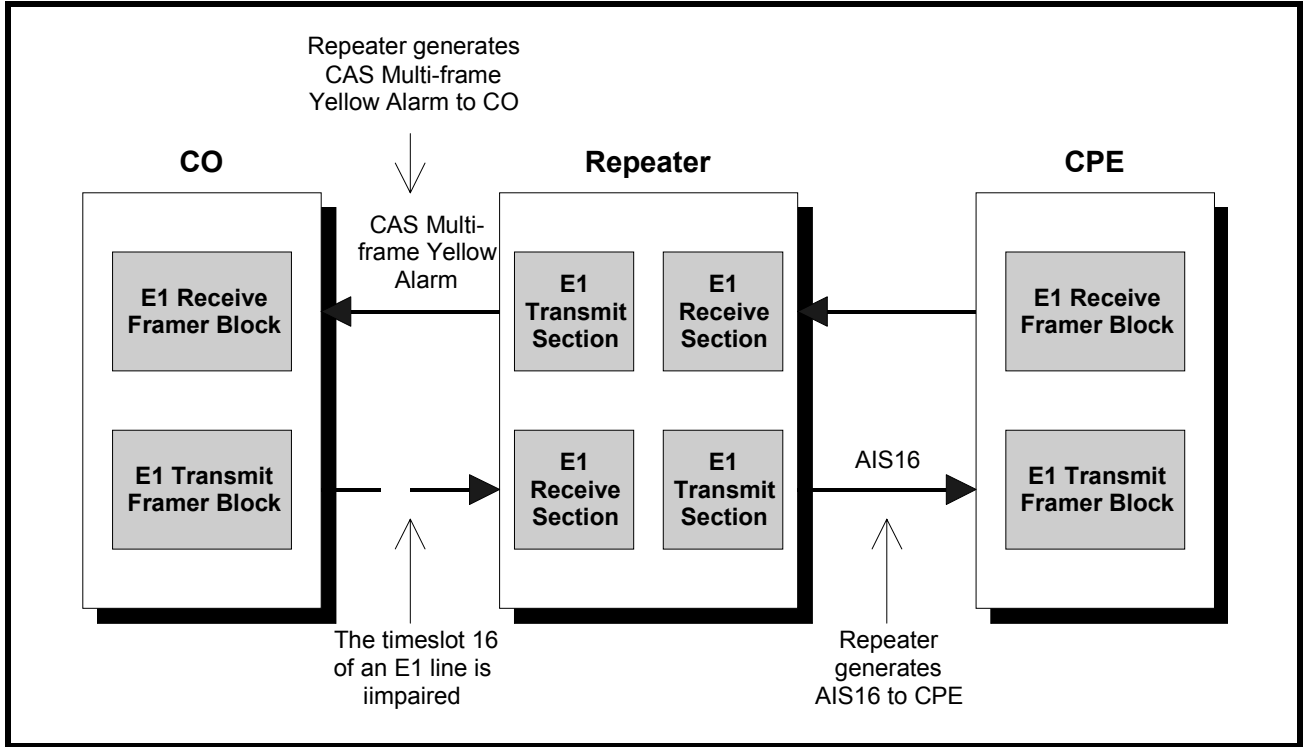 Repeater generates
CAS Multi-frame
Yellow Alarm to CO
CO
Repeater
CPE
CAS Multi-
frame Yellow
Alarm
E1 Receive
Framer Block
E1
Transmit
Section
E1
Receive
Section
E1 Receive
Framer Block
E1 Transmit
Framer Block
E1
Receive
Section
E1
Transmit
Section
AIS16
E1 Transmit
Framer Block
The timeslot 16
of an E1 line is
iimpaired
Repeater
generates
AIS16 to CPE